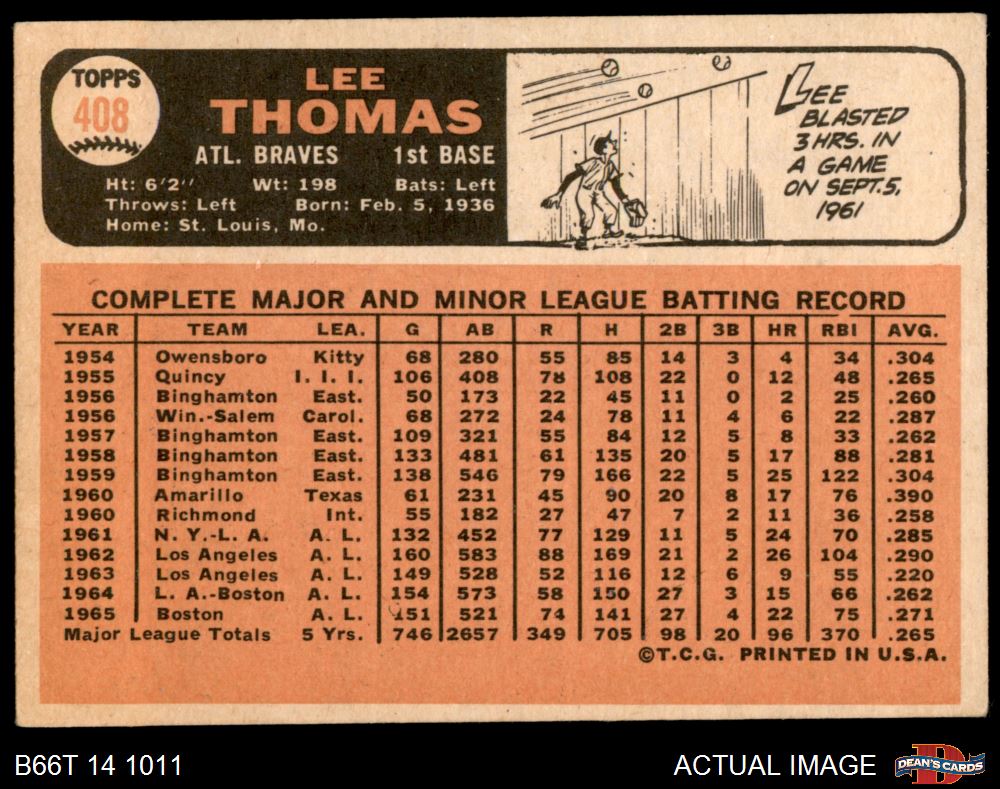 TOPPS
408
LEE
THOMAS
ATL. BRAVES 1st BASE
Ht: 6'2" Wt: 198 Bats: Left
Throws: Left Born: Feb. 5, 1936
Home: St. Louis, Mo.
LEE
BLASTED
3 HRS. IN
A GAME
ON SEPT. 5,
1961
COMPLETE MAJOR AND MINOR LEAGUE BATTING RECORD
YEAR TEAM LEA. G AB R H 2B 3B HR RBI AVG.
1954 Owensboro Kitty 68 280 55 85 14 3 4 34 .304
1955 Quincy I. I. I. 106 408 78 108 22 0 12 48 .265
1956 Binghamton East. 50 173 22 45 11 0 2 25 .260
1956 Win.-Salem Carol. 68 272 24 78 11 4 6 22 .287
1957 Binghamton East. 109 321 55 84 12 5 8 33 .262
1958 Binghamton East. 133 481 61 135 20 5 17 88 .281
1959 Binghamton East. 138 546 79 166 22 5 25 122 .304
1960 Amarillo Texas 61 231 45 90 20 8 17 76 .390
1960 Richmond Int. 55 182 27 47 7 2 11 36 .258
1961 N. Y.-L. A. A. L. 132 452 77 129 11 5 24 70 .285
1962 Los Angeles A. L. 160 583 88 169 21 2 26 104 .290
1963 Los Angeles A. L. 149 528 52 116 12 6 9 55 .220
1964 L. A.-Boston A. L. 154 573 58 150 27 3 15 66 .262
1965 Boston A. L. 151 521 74 141 27 4 22 75 .271
Major League Totals 5 Yrs. 746 2657 349 705 98 20 96 370 .265
©T.C.G. PRINTED IN U.S.A.
B66T 14 1011 ACTUAL IMAGE
D
DEAN'S CARDS